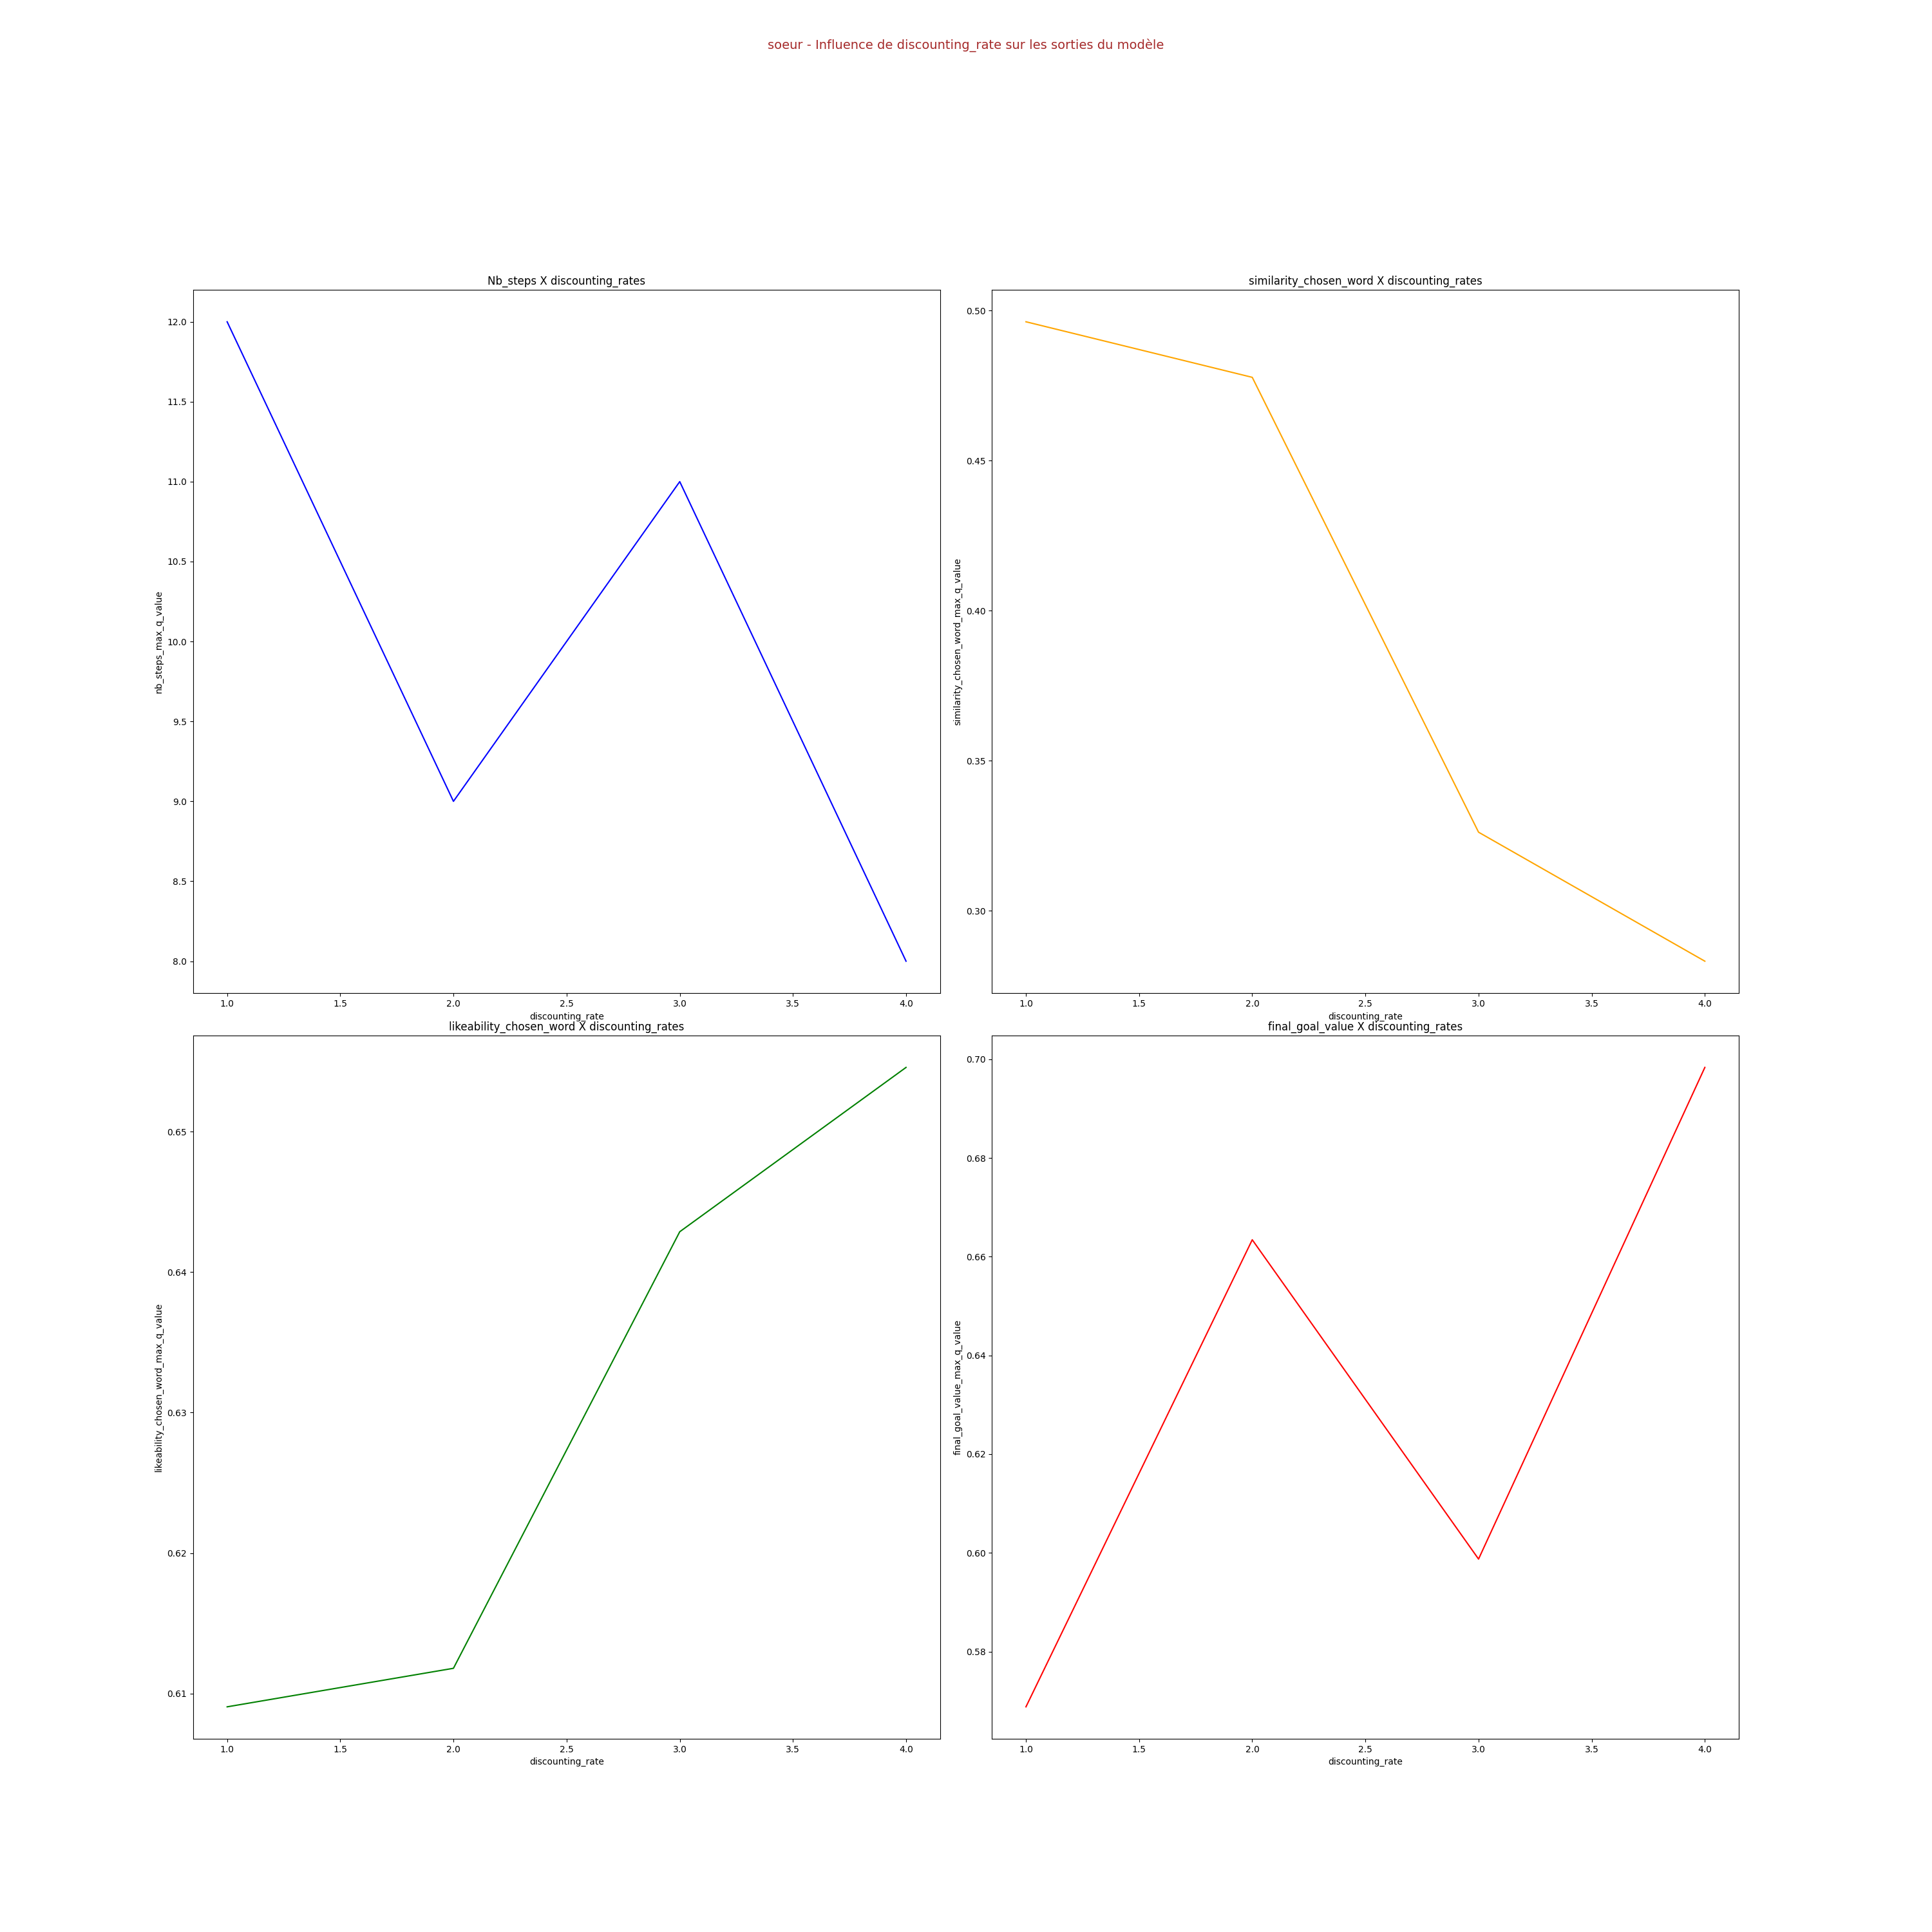 soeur - Influence de discounting_rate sur les sorties du modèle
Nb_steps X discounting_rates
12.0
11.5
11.0
10.5
10.0
9.5
9.0
8.5
8.0
nb_steps_max_q_value
1.0 1.5 2.0 2.5 3.0 3.5 4.0
discounting_rate
similarity_chosen_word X discounting_rates
0.50
0.45
0.40
0.35
0.30
similarity_chosen_word_max_q_value
1.0 1.5 2.0 2.5 3.0 3.5 4.0
discounting_rate
likeability_chosen_word X discounting_rates
0.65
0.64
0.63
0.62
0.61
likeability_chosen_word_max_q_value
1.0 1.5 2.0 2.5 3.0 3.5 4.0
discounting_rate
final_goal_value X discounting_rates
0.70
0.68
0.66
0.64
0.62
0.60
0.58
final_goal_value_max_q_value
1.0 1.5 2.0 2.5 3.0 3.5 4.0
discounting_rate